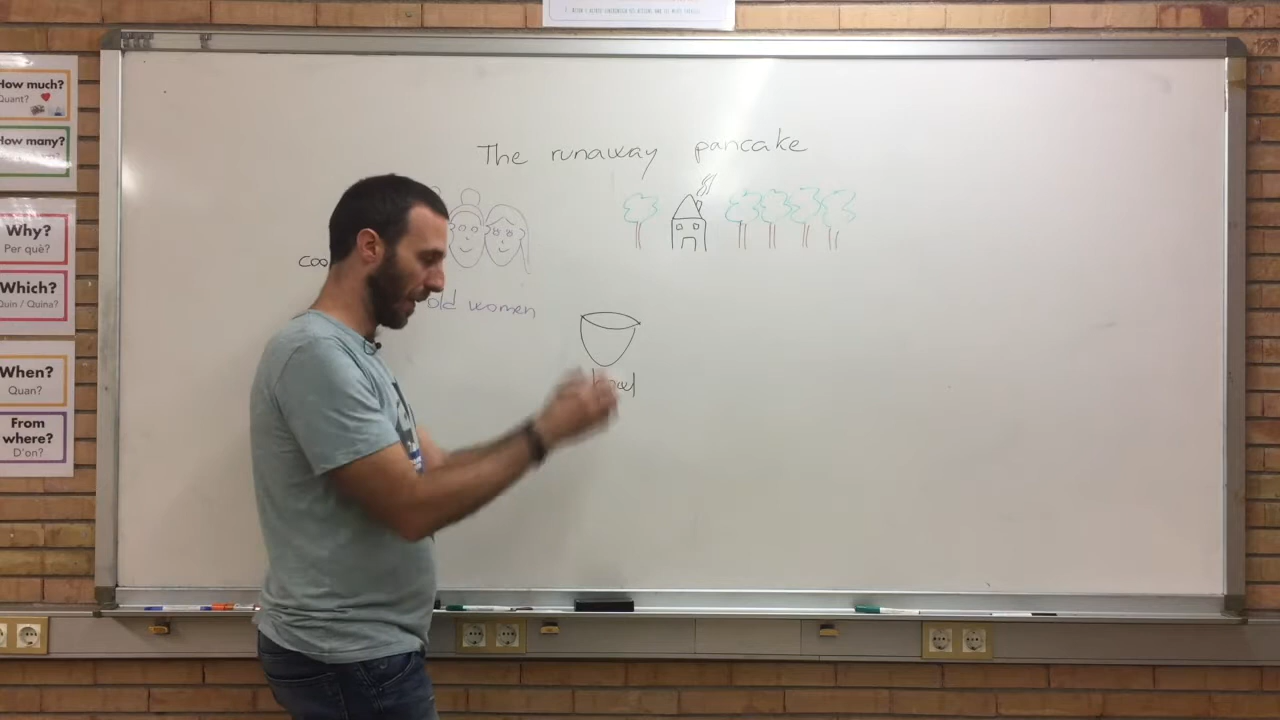 How much?
Quant?
How many?
Why?
Per què?
Which?
Quin / Quina?
When?
Quan?
From
where?
D'on?
The runaway pancake
old women
bowl